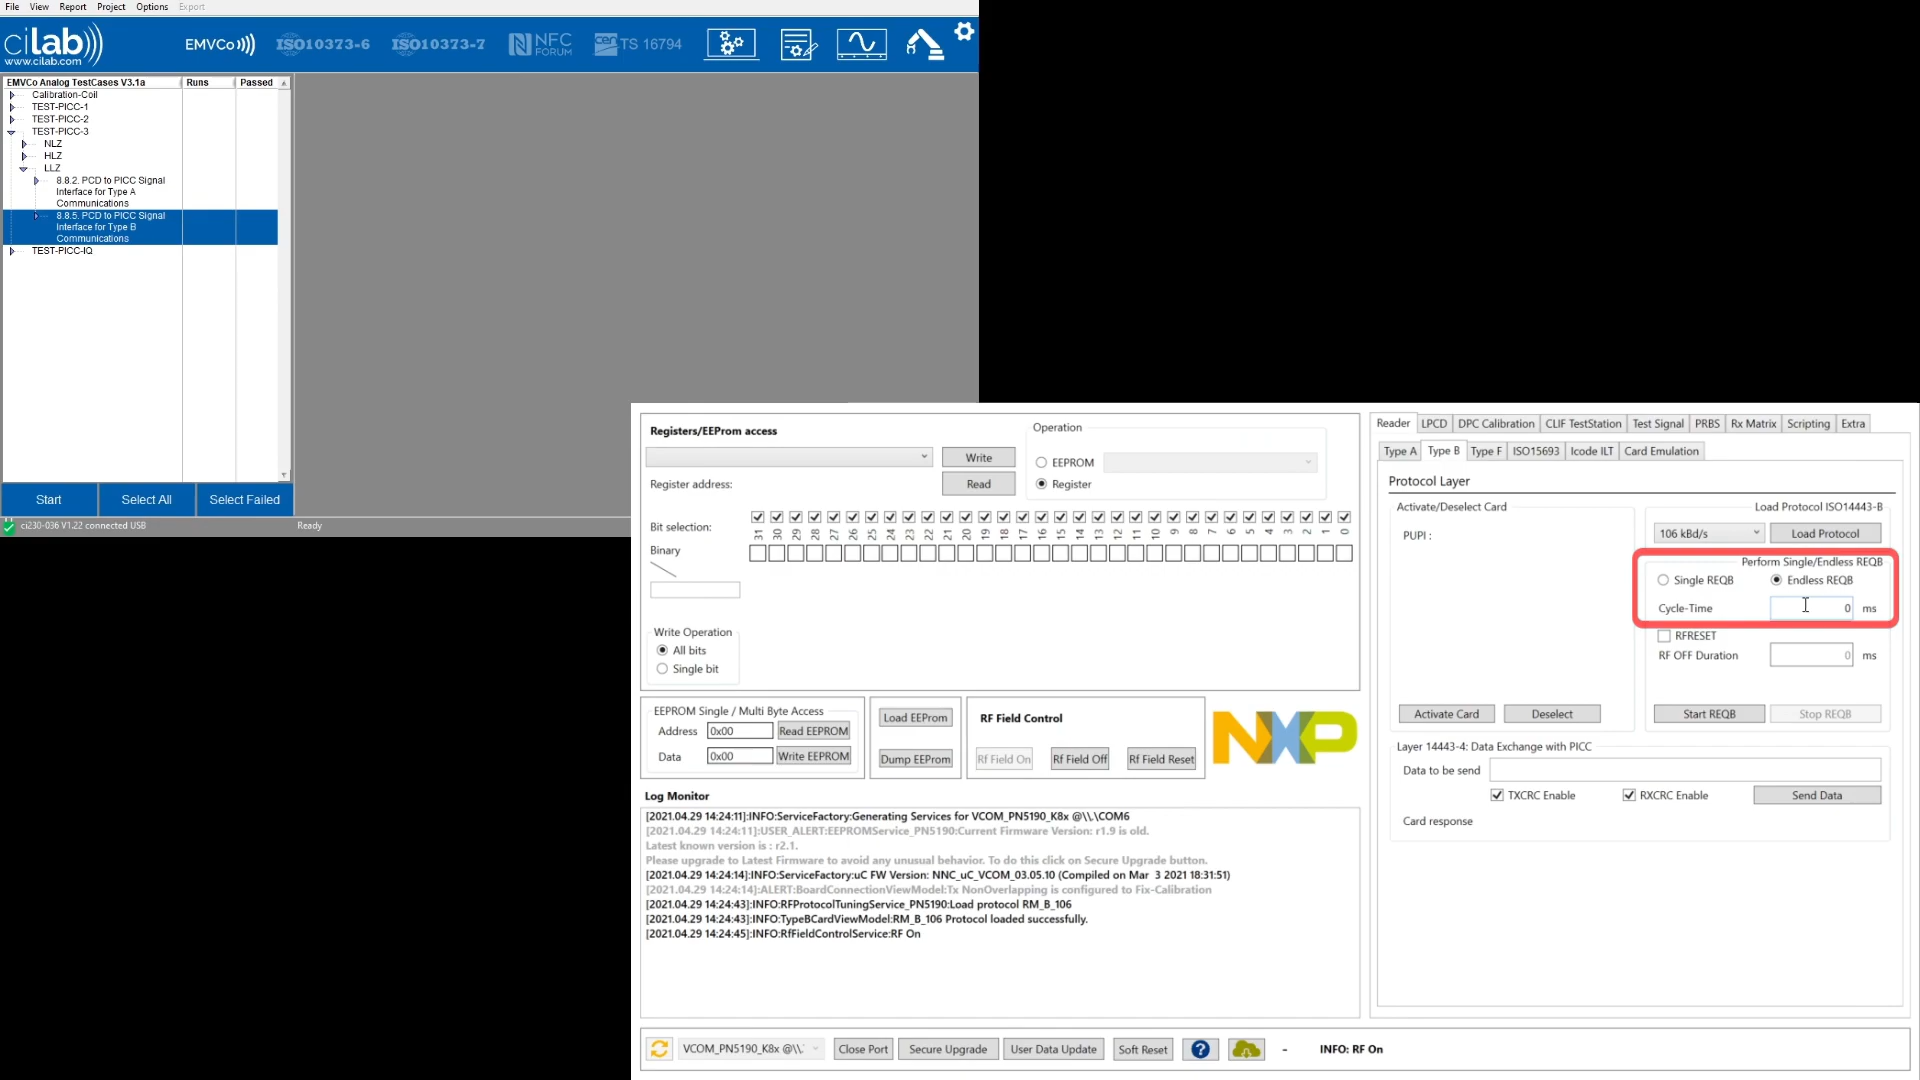 File View Report Project Options Export
cilab
www.cilab.com
EMVCo ISO10373-6 ISO10373-7 NFC FORUM cen TS 16794
EMVCo Analog TestCases V3.1a Runs Passed
Calibration-Coil
TEST-PICC-1
TEST-PICC-2
TEST-PICC-3
NLZ
HLZ
LLZ
8.8.2. PCD to PICC Signal
Interface for Type A
Communications
8.8.5. PCD to PICC Signal
Interface for Type B
Communications
TEST-PICC-IQ
Start Select All Select Failed
ci230-036 V1.22 connected USB Ready
Registers/EEProm access
Write
Register address:
Read
Operation
EEPROM
Register
Bit selection:
31 30 29 28 27 26 25 24 23 22 21 20 19 18 17 16 15 14 13 12 11 10 9 8 7 6 5 4 3 2 1 0
Binary
Write Operation
All bits
Single bit
EEPROM Single / Multi Byte Access
Address 0x00 Read EEPROM
Data 0x00 Write EEPROM
Load EEProm
Dump EEProm
RF Field Control
Rf Field On Rf Field Off Rf Field Reset
NXP
Log Monitor
[2021.04.29 14:24:11]:INFO:ServiceFactory:Generating Services for VCOM_PN5190_K8x @\\.\COM6
[2021.04.29 14:24:11]:USER_ALERT:EEPROMService_PN5190:Current Firmware Version: r1.9 is old.
Latest known version is : r2.1.
Please upgrade to Latest Firmware to avoid any unusual behavior. To do this click on Secure Upgrade button.
[2021.04.29 14:24:14]:INFO:ServiceFactory:uC FW Version: NNC_uC_VCOM_03.05.10 (Compiled on Mar  3 2021 18:31:51)
[2021.04.29 14:24:14]:ALERT:BoardConnectionViewModel:Tx NonOverlapping is configured to Fix-Calibration
[2021.04.29 14:24:43]:INFO:RFProtocolTuningService_PN5190:Load protocol RM_B_106
[2021.04.29 14:24:43]:INFO:TypeBCardViewModel:RM_B_106 Protocol loaded successfully.
[2021.04.29 14:24:45]:INFO:RfFieldControlService:RF On
Reader LPCD DPC Calibration CLIF TestStation Test Signal PRBS Rx Matrix Scripting Extra
Type A Type B Type F ISO15693 Icode ILT Card Emulation
Protocol Layer
Activate/Deselect Card
PUPI :
Activate Card Deselect
Load Protocol ISO14443-B
106 kBd/s Load Protocol
Perform Single/Endless REQB
Single REQB Endless REQB
Cycle-Time 0 ms
RFRESET
RF OFF Duration 0 ms
Start REQB Stop REQB
Layer 14443-4: Data Exchange with PICC
Data to be send
TXCRC Enable RXCRC Enable Send Data
Card response
VCOM_PN5190_K8x @\\. Close Port Secure Upgrade User Data Update Soft Reset ? - INFO: RF On